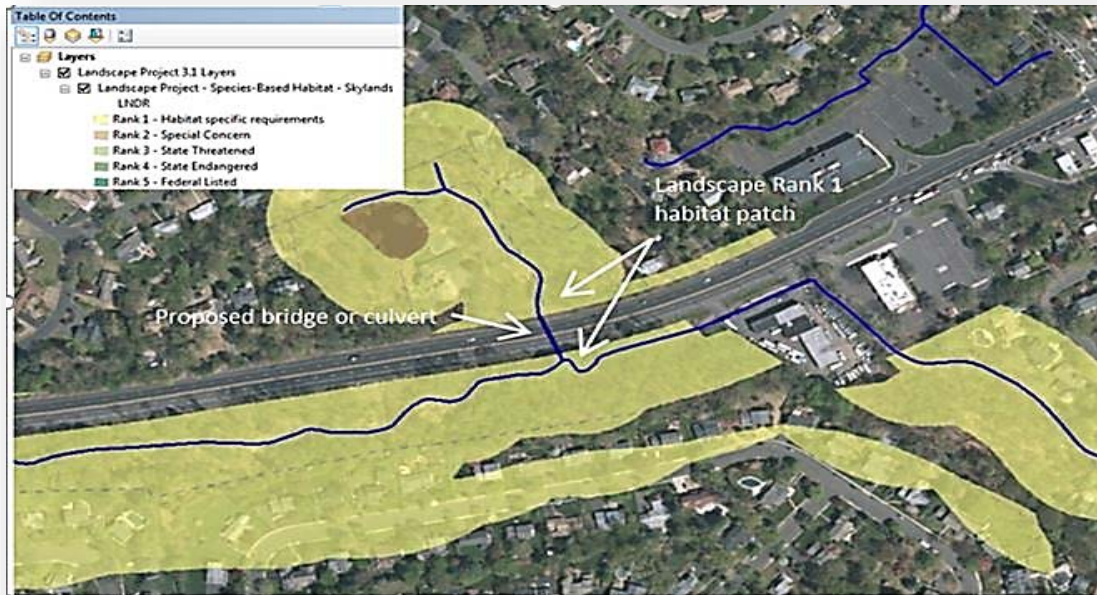 Table Of Contents
Layers
Landscape Project 3.1 Layers
Landscape Project - Species-Based Habitat - Skylands
LNDR
Rank 1 - Habitat specific requirements
Rank 2 - Special Concern
Rank 3 - State Threatened
Rank 4 - State Endangered
Rank 5 - Federal Listed
Landscape Rank 1
habitat patch
Proposed bridge or culvert